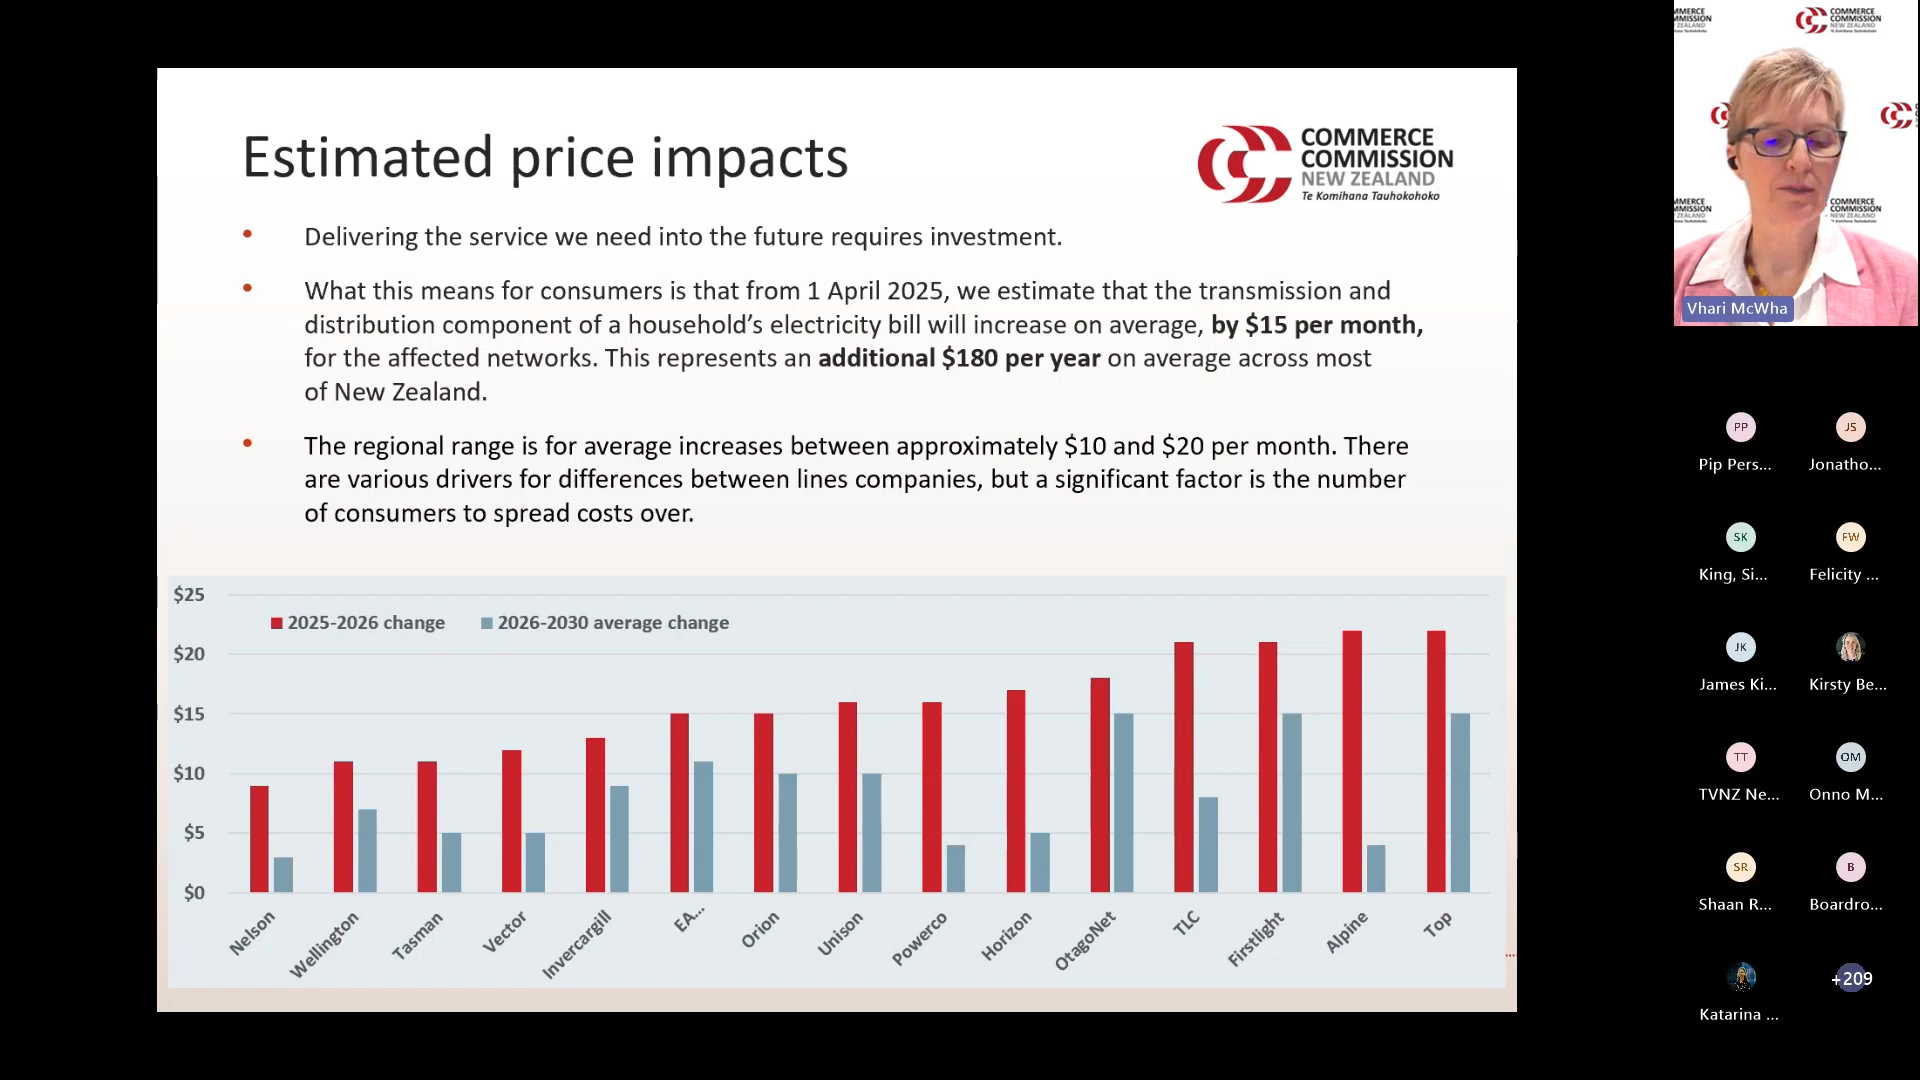 Estimated price impacts
COMMERCE
COMMISSION
NEW ZEALAND
Te Komihana Tauhokohoko
• Delivering the service we need into the future requires investment.
• What this means for consumers is that from 1 April 2025, we estimate that the transmission and
distribution component of a household’s electricity bill will increase on average, by $15 per month,
for the affected networks. This represents an additional $180 per year on average across most
of New Zealand.
• The regional range is for average increases between approximately $10 and $20 per month. There
are various drivers for differences between lines companies, but a significant factor is the number
of consumers to spread costs over.
$25
2025-2026 change
2026-2030 average change
$20
$15
$10
$5
$0
Nelson
Wellington
Tasman
Vector
Invercargill
EA...
Orion
Unison
Powerco
Horizon
OtagoNet
TLC
Firstlight
Alpine
Top
COMMERCE
COMMISSION
NEW ZEALAND
Te Komihana Tauhokohoko
Vhari McWha
PP
Pip Pers...
JS
Jonatho...
SK
King, Si...
FW
Felicity ...
JK
James Ki...
Kirsty Be...
TT
TVNZ Ne...
OM
Onno M...
SR
Shaan R...
B
Boardro...
Katarina ...
+209